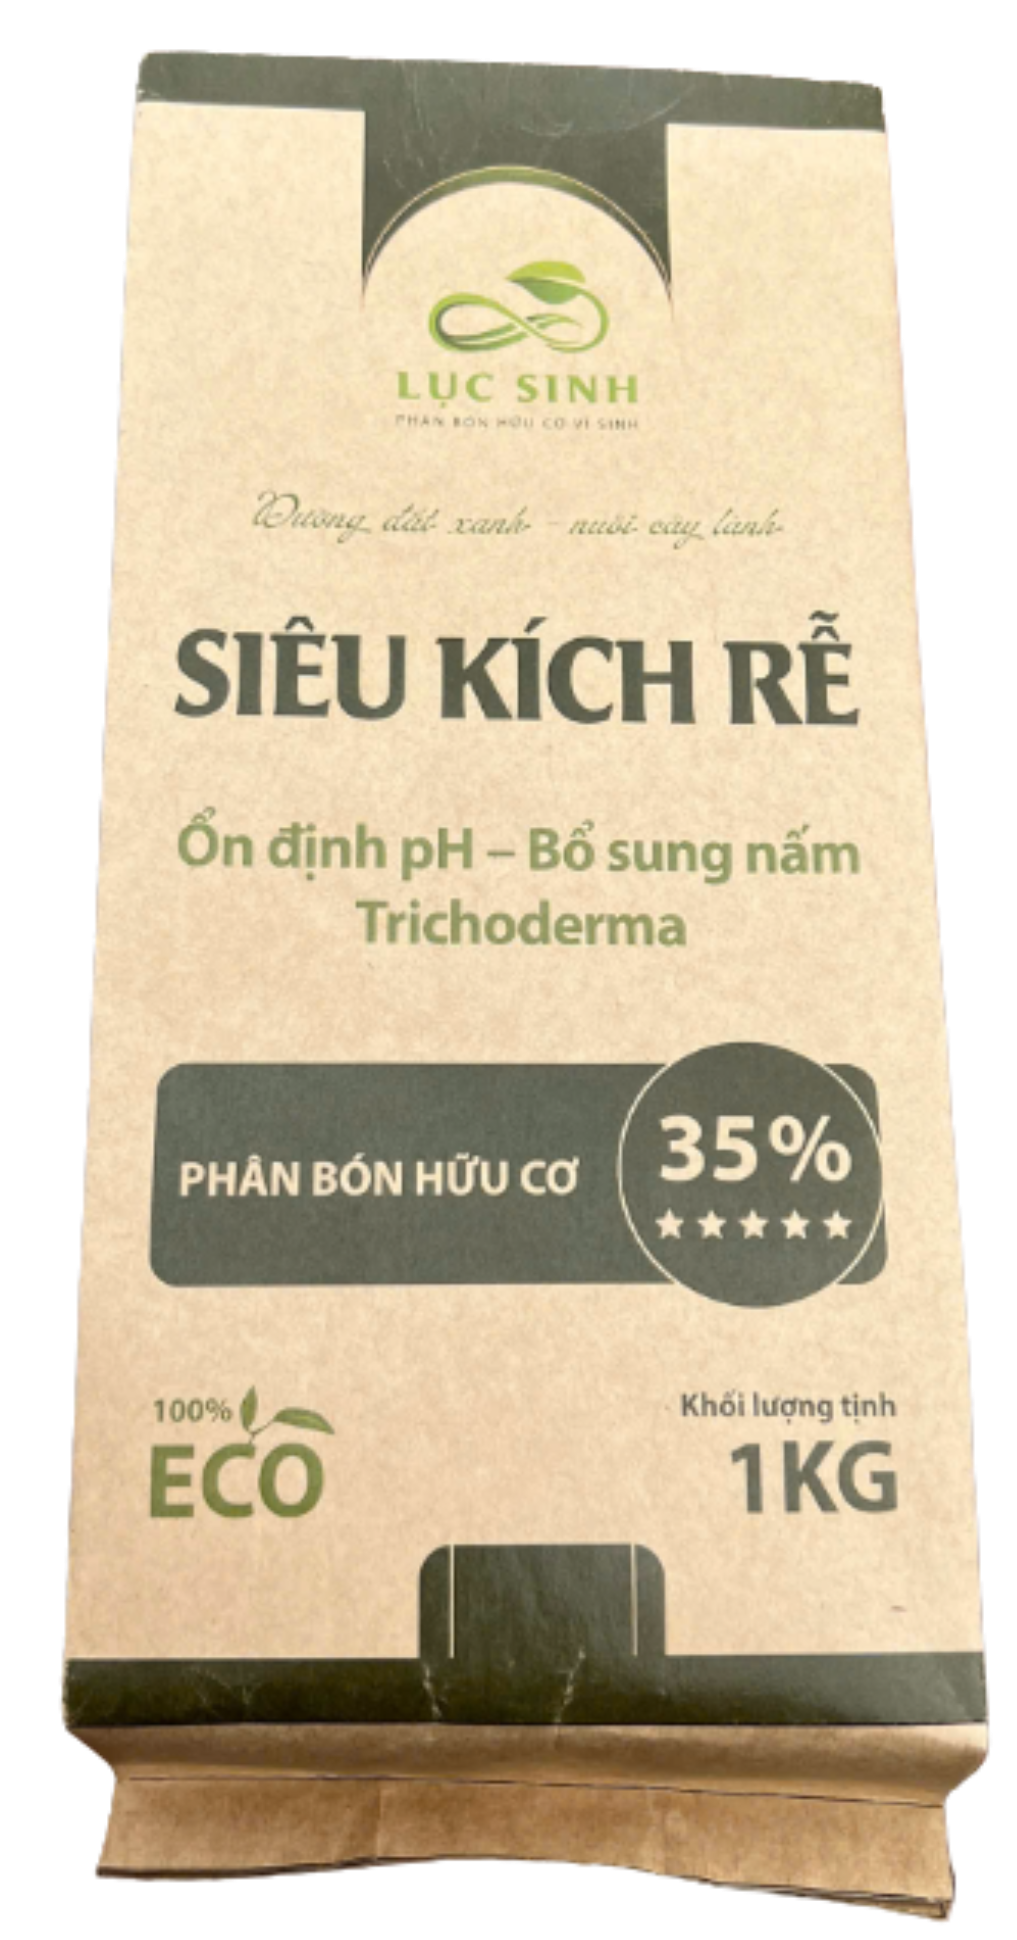 LỤC SINH
PHÂN BÓN HỮU CƠ VI SINH
Dưỡng đất xanh - nuôi cây lành
SIÊU KÍCH RỄ
Ổn định pH – Bổ sung nấm
Trichoderma
PHÂN BÓN HỮU CƠ
35%
100%
ECO
Khối lượng tịnh
1KG